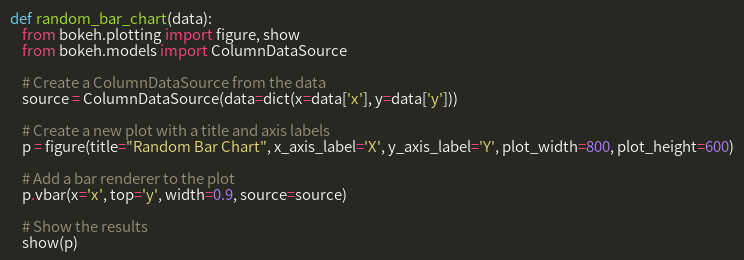 def random_bar_chart(data):
    from bokeh.plotting import figure, show
    from bokeh.models import ColumnDataSource

    # Create a ColumnDataSource from the data
    source = ColumnDataSource(data=dict(x=data['x'], y=data['y']))

    # Create a new plot with a title and axis labels
    p = figure(title="Random Bar Chart", x_axis_label='X', y_axis_label='Y', plot_width=800, plot_height=600)

    # Add a bar renderer to the plot
    p.vbar(x='x', top='y', width=0.9, source=source)

    # Show the results
    show(p)